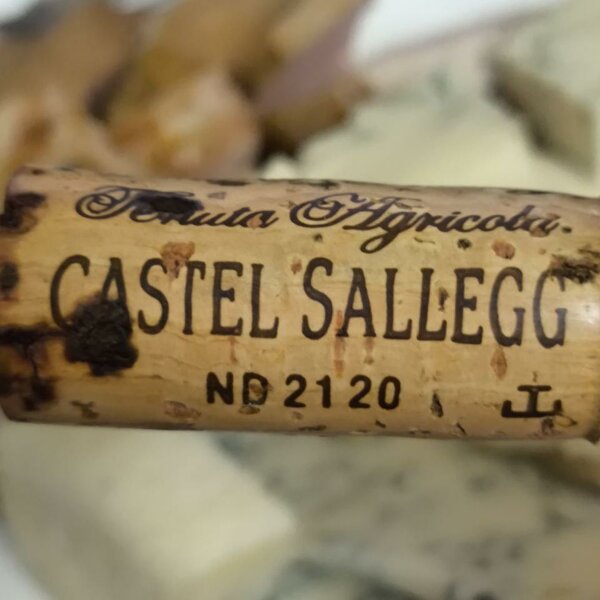 Tenuta Agricola.
CASTEL SALLEGG
ND 2120